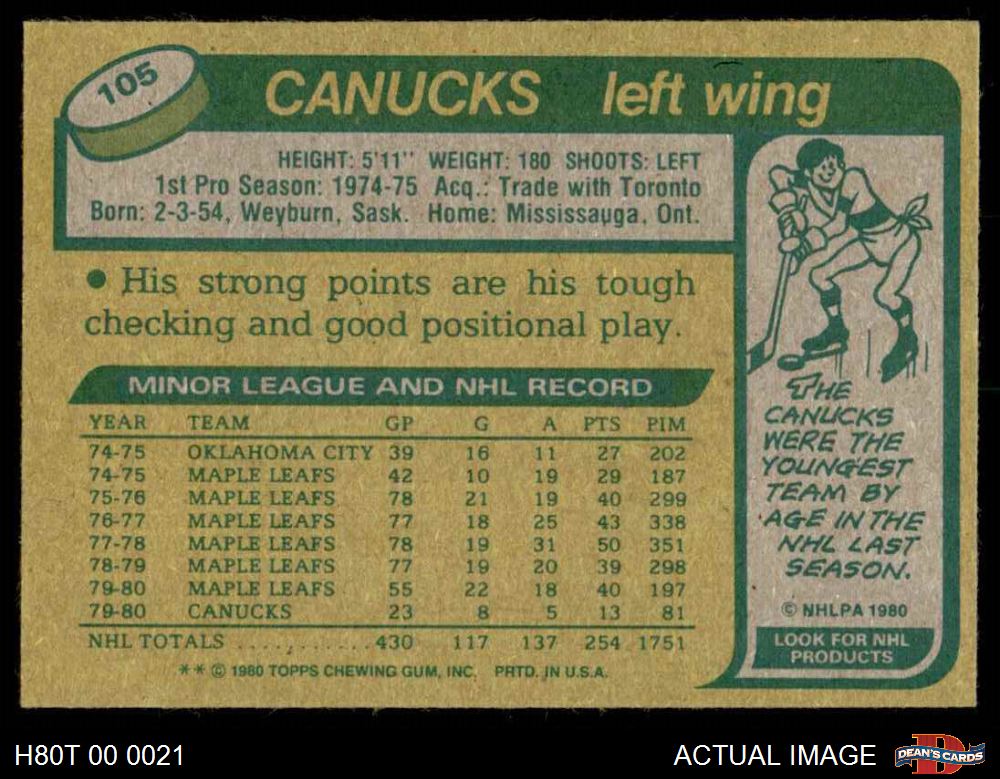 105
CANUCKS left wing
HEIGHT: 5'11" WEIGHT: 180 SHOOTS: LEFT
1st Pro Season: 1974-75 Acq.: Trade with Toronto
Born: 2-3-54, Weyburn, Sask. Home: Mississauga, Ont.
● His strong points are his tough
checking and good positional play.
MINOR LEAGUE AND NHL RECORD
YEAR TEAM GP G A PTS PIM
74-75 OKLAHOMA CITY 39 16 11 27 202
74-75 MAPLE LEAFS 42 10 19 29 187
75-76 MAPLE LEAFS 78 21 19 40 299
76-77 MAPLE LEAFS 77 18 25 43 338
77-78 MAPLE LEAFS 78 19 31 50 351
78-79 MAPLE LEAFS 77 19 20 39 298
79-80 MAPLE LEAFS 55 22 18 40 197
79-80 CANUCKS 23 8 5 13 81
NHL TOTALS ............ 430 117 137 254 1751
** © 1980 TOPPS CHEWING GUM, INC. PRTD. IN U.S.A.
THE
CANUCKS
WERE THE
YOUNGEST
TEAM BY
AGE IN THE
NHL LAST
SEASON.
© NHLPA 1980
LOOK FOR NHL
PRODUCTS
H80T 00 0021
ACTUAL IMAGE
DEAN'S CARDS